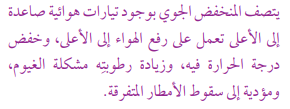 يتصف المنخفض الجوي بوجود تيارات هوائية صاعدة
إلى الأعلى تعمل على رفع الهواء إلى الأعلى، وخفض
درجة الحرارة فيه، وزيادة رطوبتِه مشكلة الغيوم،
ومؤدية إلى سقوط الأمطار المتفرقة.